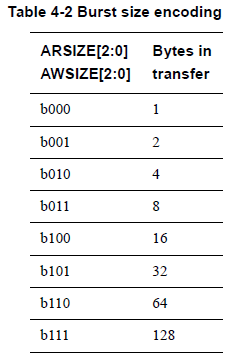 Table 4-2 Burst size encoding
ARSIZE[2:0] Bytes in
AWSIZE[2:0] transfer
b000 1
b001 2
b010 4
b011 8
b100 16
b101 32
b110 64
b111 128